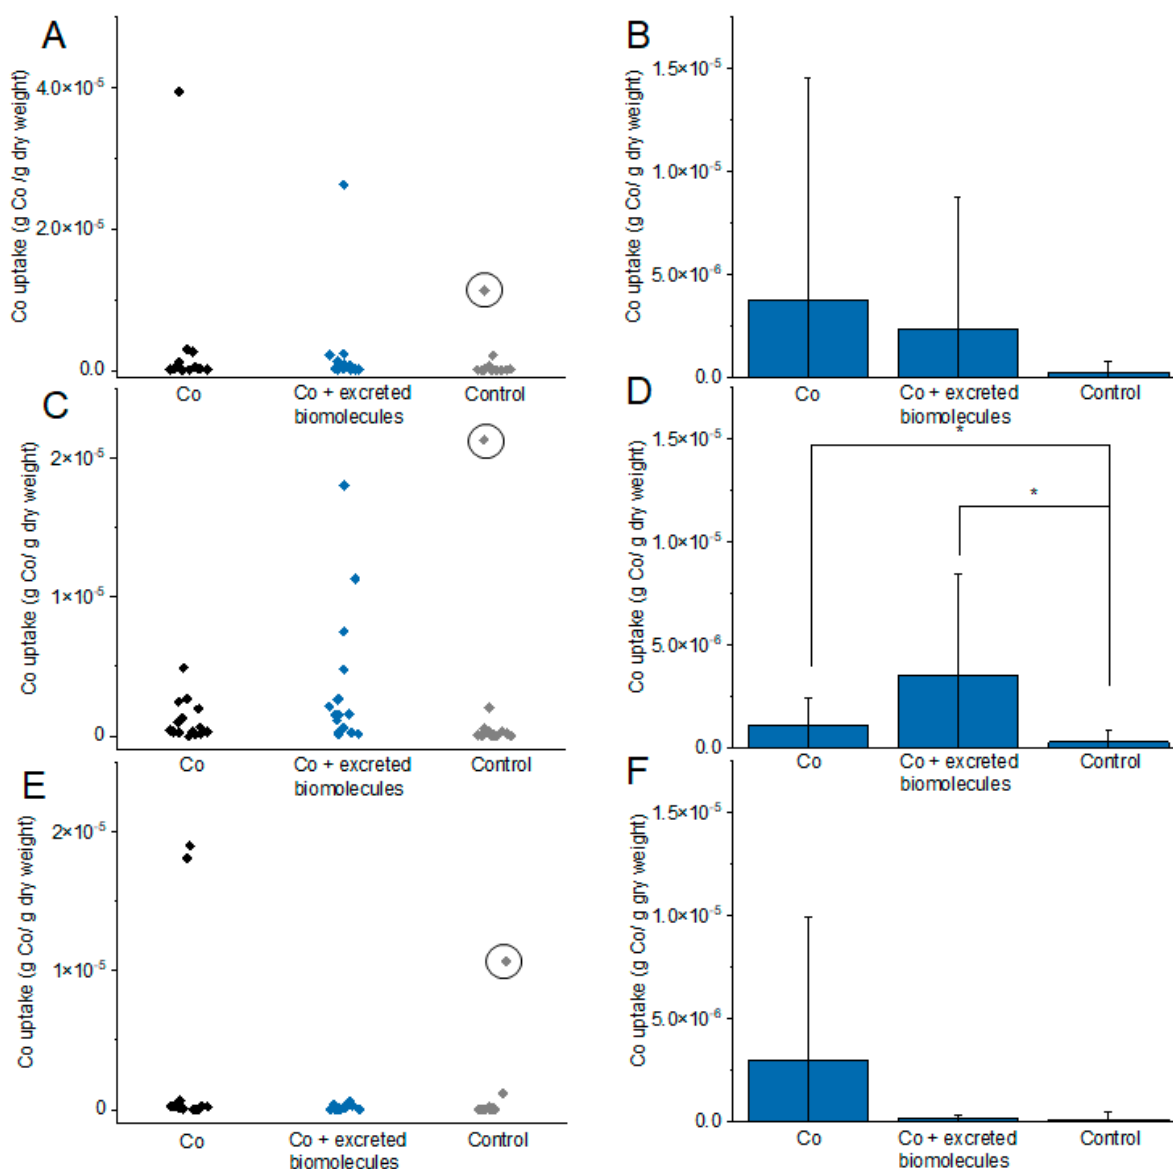 A
Co uptake (g Co /g dry weight)
4.0×10⁻⁵
2.0×10⁻⁵
0.0
Co
Co + excreted
biomolecules
Control
B
Co uptake (g Co/ g dry weight)
1.5×10⁻⁵
1.0×10⁻⁵
5.0×10⁻⁶
0.0
Co
Co + excreted
biomolecules
Control
C
Co uptake (g Co/ g dry weight)
2×10⁻⁵
1×10⁻⁵
0
Co
Co + excreted
biomolecules
Control
D
Co uptake (g Co/ g dry weight)
1.5×10⁻⁵
1.0×10⁻⁵
5.0×10⁻⁶
0.0
*
*
Co
Co + excreted
biomolecules
Control
E
Co uptake (g Co/ g dry weight)
2×10⁻⁵
1×10⁻⁵
0
Co
Co + excreted
biomolecules
Control
F
Co uptake (g Co/ g gry weight)
1.5×10⁻⁵
1.0×10⁻⁵
5.0×10⁻⁶
0.0
Co
Co + excreted
biomolecules
Control